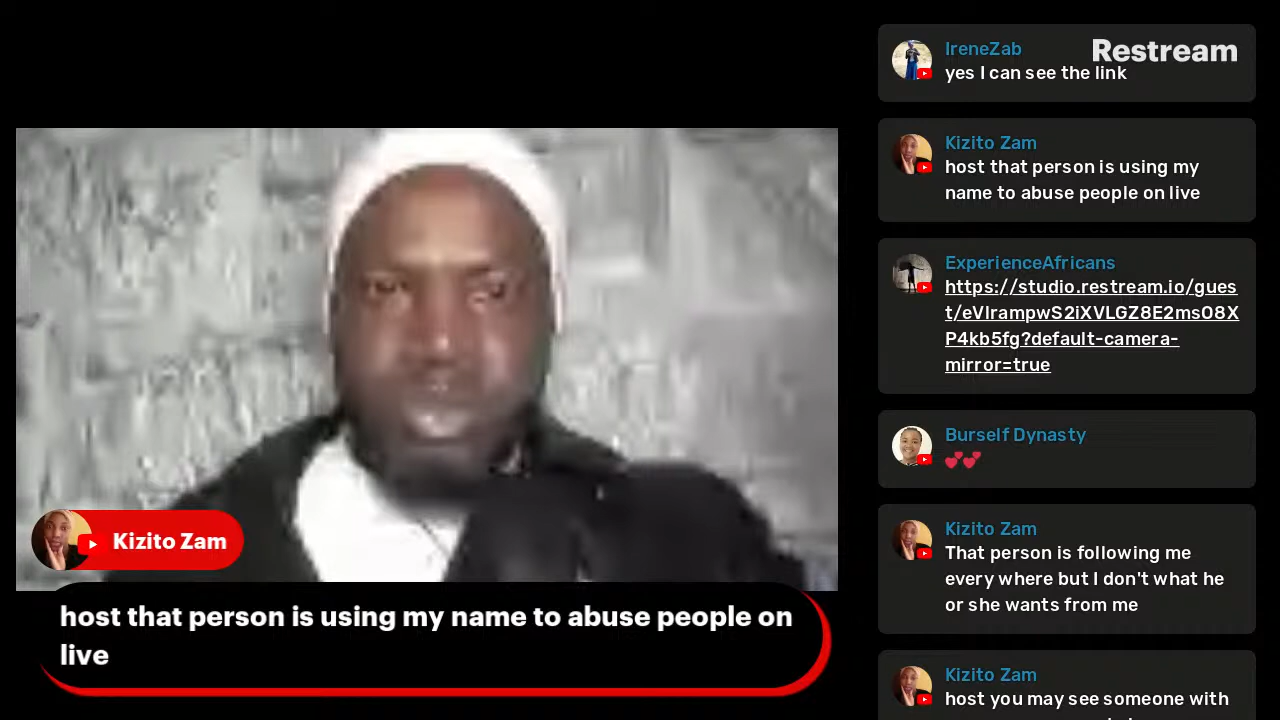 Kizito Zam
host that person is using my name to abuse people on
live
Restream
IreneZab
yes I can see the link
Kizito Zam
host that person is using my
name to abuse people on live
ExperienceAfricans
https://studio.restream.io/gues
t/eVIrampwS2iXVLGZ8E2msO8X
P4kb5fg?default-camera-
mirror=true
Burself Dynasty
Kizito Zam
That person is following me
every where but I don't what he
or she wants from me
Kizito Zam
host you may see someone with